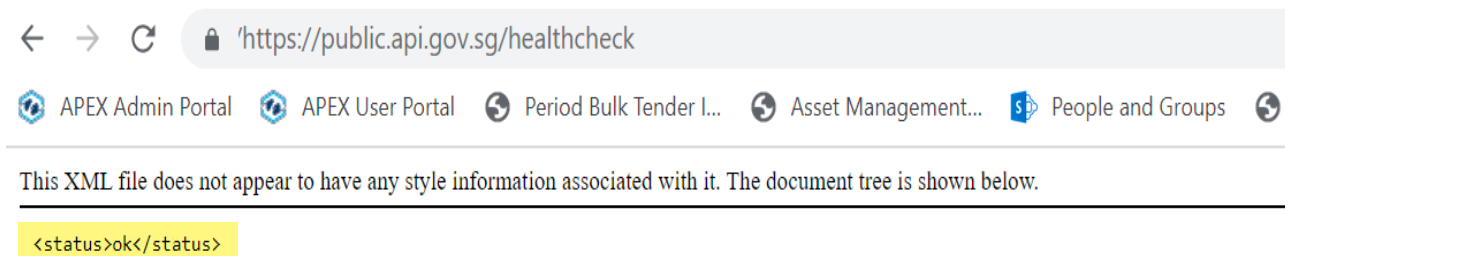 'https://public.api.gov.sg/healthcheck
APEX Admin Portal APEX User Portal Period Bulk Tender I... Asset Management... People and Groups
This XML file does not appear to have any style information associated with it. The document tree is shown below.
<status>ok</status>